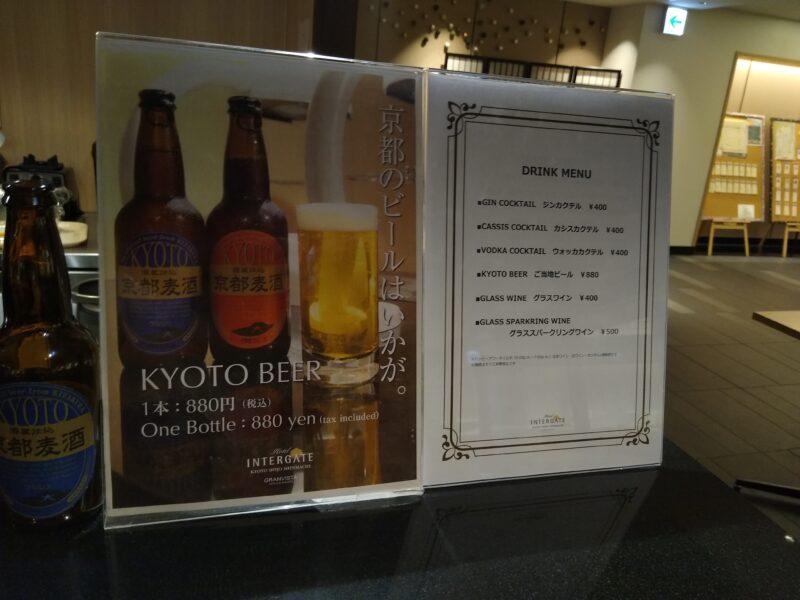 KYOTO
京都麦酒
KYOTO
京都麦酒
KYOTO
京都麦酒
京都のビールはいかが。
KYOTO BEER
1本：880円（税込）
One Bottle：880 yen (tax included)
Hotel
INTERGATE
KYOTO SHIJO SHINMACHI
GRANVISTA
DRINK MENU
■GIN COCKTAIL ジンカクテル ￥400
■CASSIS COCKTAIL カシスカクテル ￥400
■VODKA COCKTAIL ウォッカカクテル ￥400
■KYOTO BEER ご当地ビール ￥880
■GLASS WINE グラスワイン ￥400
■GLASS SPARKRING WINE
グラススパークリングワイン ￥500
Hotel
INTERGATE
KYOTO SHIJO SHINMACHI